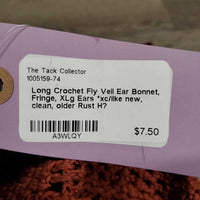 The Tack Collector
1005159-74
Long Crochet Fly Veil Ear Bonnet,
Fringe, XLg Ears *xc/like new,
clean, older Rust H?
$7.50
A3WLQY